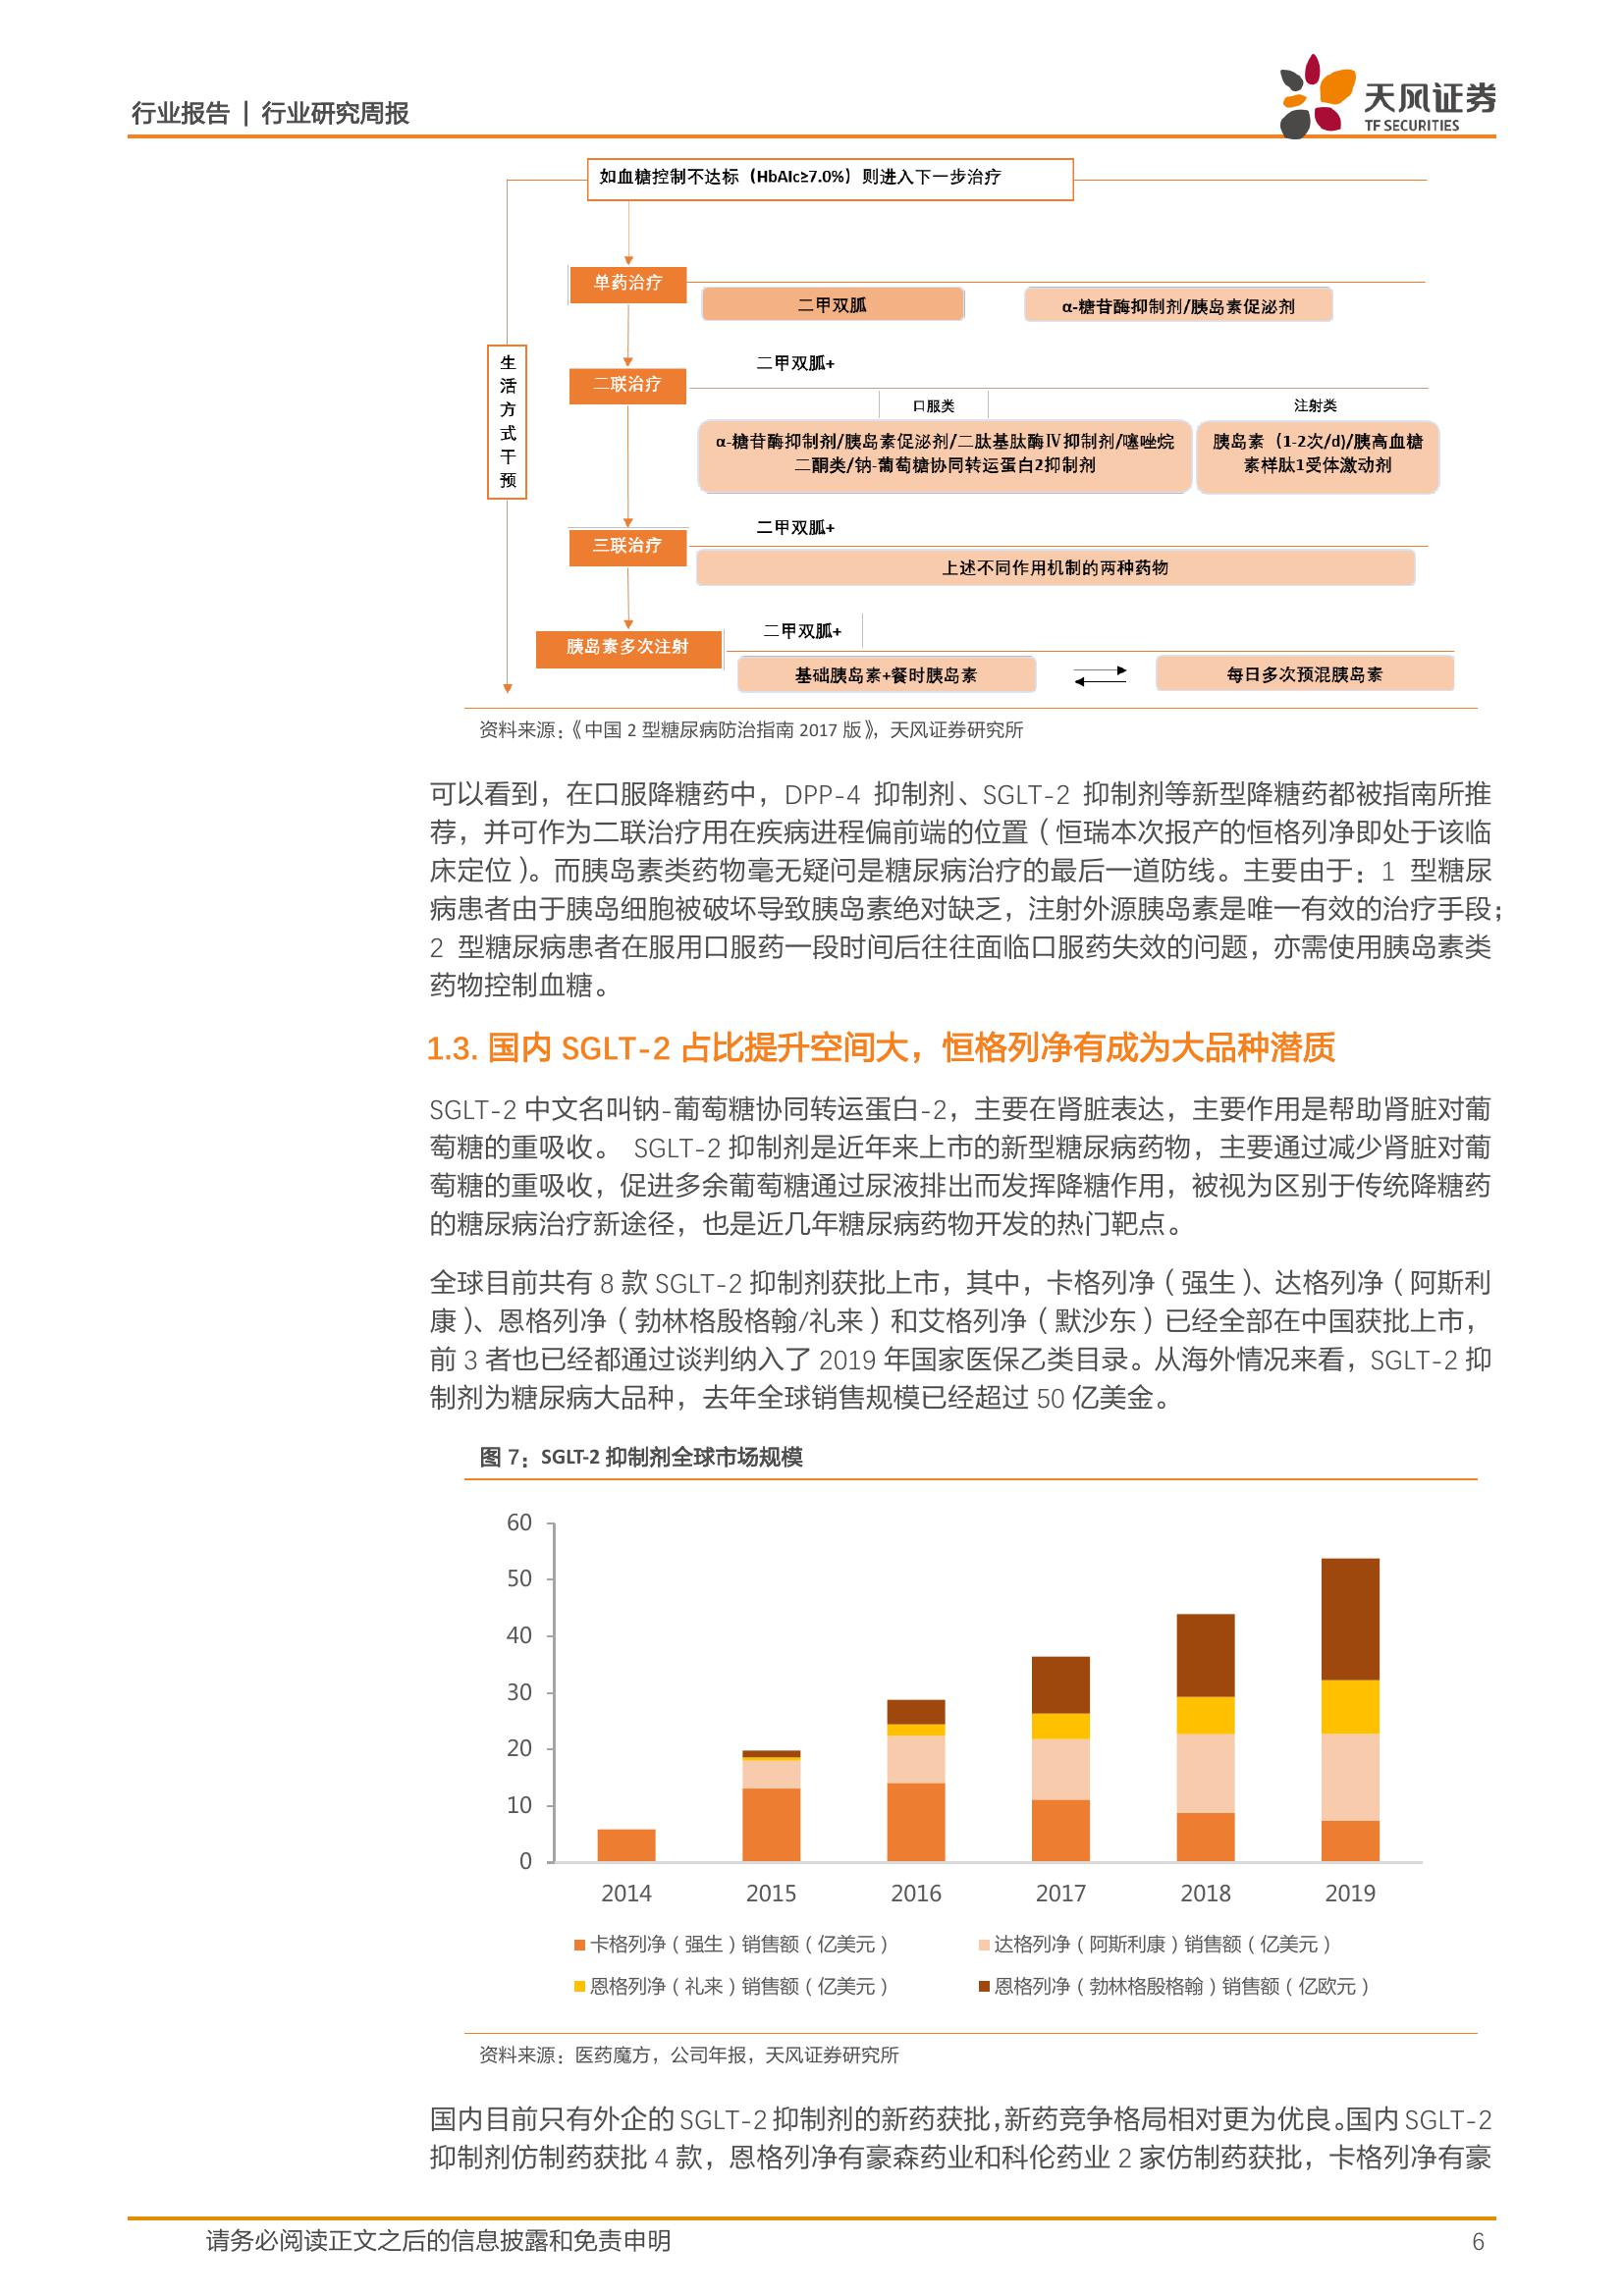 行业报告 | 行业研究周报
天风证券
TF SECURITIES
如血糖控制不达标（HbAIc≥7.0%）则进入下一步治疗
单药治疗
二甲双胍
α-糖苷酶抑制剂/胰岛素促泌剂
生活方式干预
二甲双胍+
二联治疗
口服类
注射类
α-糖苷酶抑制剂/胰岛素促泌剂/二肽基肽酶Ⅳ抑制剂/噻唑烷
二酮类/钠-葡萄糖协同转运蛋白2抑制剂
胰岛素（1-2次/d)/胰高血糖
素样肽1受体激动剂
二甲双胍+
三联治疗
上述不同作用机制的两种药物
二甲双胍+
胰岛素多次注射
基础胰岛素+餐时胰岛素
每日多次预混胰岛素
资料来源：《中国 2 型糖尿病防治指南 2017 版》，天风证券研究所
可以看到，在口服降糖药中，DPP-4 抑制剂、SGLT-2 抑制剂等新型降糖药都被指南所推
荐，并可作为二联治疗用在疾病进程偏前端的位置（恒瑞本次报产的恒格列净即处于该临
床定位）。而胰岛素类药物毫无疑问是糖尿病治疗的最后一道防线。主要由于：1 型糖尿
病患者由于胰岛细胞被破坏导致胰岛素绝对缺乏，注射外源胰岛素是唯一有效的治疗手段；
2 型糖尿病患者在服用口服药一段时间后往往面临口服药失效的问题，亦需使用胰岛素类
药物控制血糖。
1.3. 国内 SGLT-2 占比提升空间大，恒格列净有成为大品种潜质
SGLT-2 中文名叫钠-葡萄糖协同转运蛋白-2，主要在肾脏表达，主要作用是帮助肾脏对葡
萄糖的重吸收。 SGLT-2 抑制剂是近年来上市的新型糖尿病药物，主要通过减少肾脏对葡
萄糖的重吸收，促进多余葡萄糖通过尿液排出而发挥降糖作用，被视为区别于传统降糖药
的糖尿病治疗新途径，也是近几年糖尿病药物开发的热门靶点。
全球目前共有 8 款 SGLT-2 抑制剂获批上市，其中，卡格列净（强生）、达格列净（阿斯利
康）、恩格列净（勃林格殷格翰/礼来）和艾格列净（默沙东）已经全部在中国获批上市，
前 3 者也已经都通过谈判纳入了 2019 年国家医保乙类目录。从海外情况来看，SGLT-2 抑
制剂为糖尿病大品种，去年全球销售规模已经超过 50 亿美金。
图 7：SGLT-2 抑制剂全球市场规模
60
50
40
30
20
10
0
2014 2015 2016 2017 2018 2019
卡格列净（强生）销售额（亿美元） 达格列净（阿斯利康）销售额（亿美元）
恩格列净（礼来）销售额（亿美元） 恩格列净（勃林格殷格翰）销售额（亿欧元）
资料来源：医药魔方，公司年报，天风证券研究所
国内目前只有外企的 SGLT-2 抑制剂的新药获批，新药竞争格局相对更为优良。国内 SGLT-2
抑制剂仿制药获批 4 款，恩格列净有豪森药业和科伦药业 2 家仿制药获批，卡格列净有豪
请务必阅读正文之后的信息披露和免责申明
6